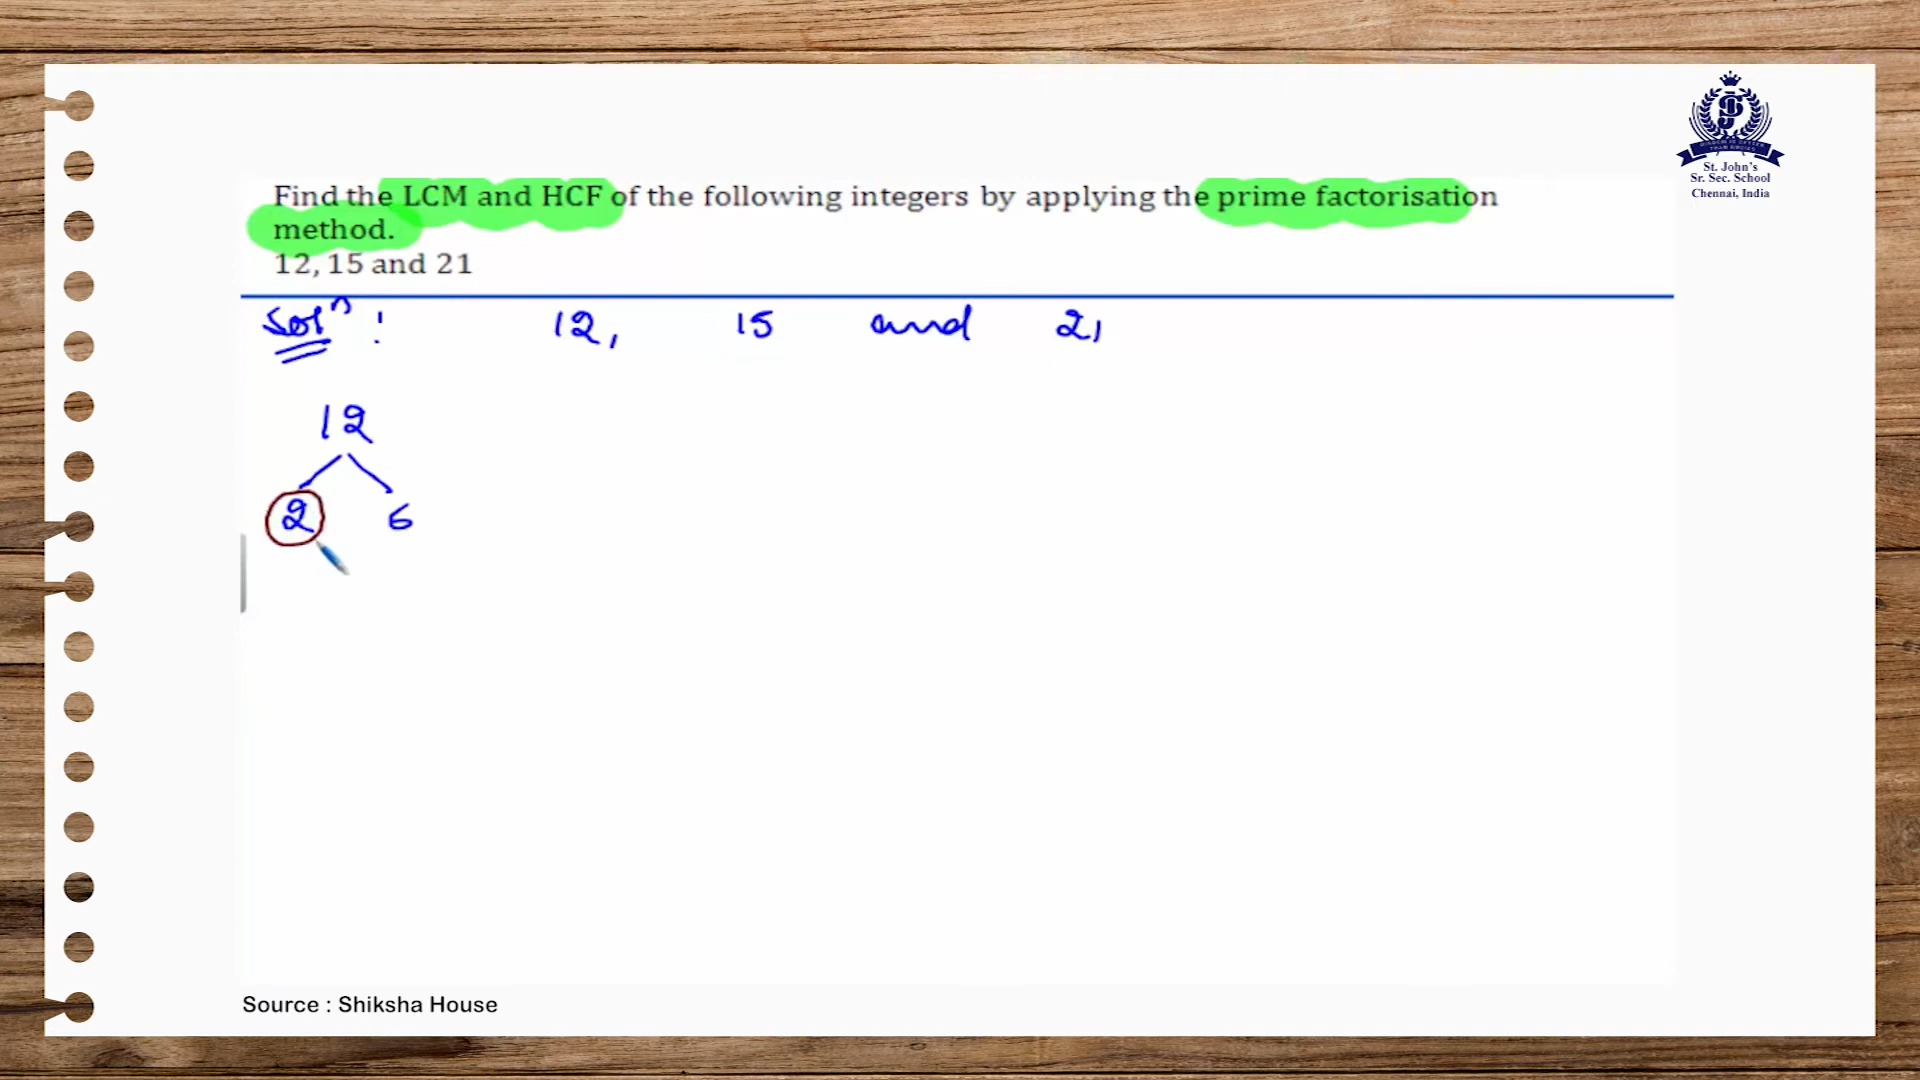 St. John's
Sr. Sec. School
Chennai, India
Find the LCM and HCF of the following integers by applying the prime factorisation
method.
12, 15 and 21
Solⁿ : 12, 15 and 21
12
2 6
Source : Shiksha House